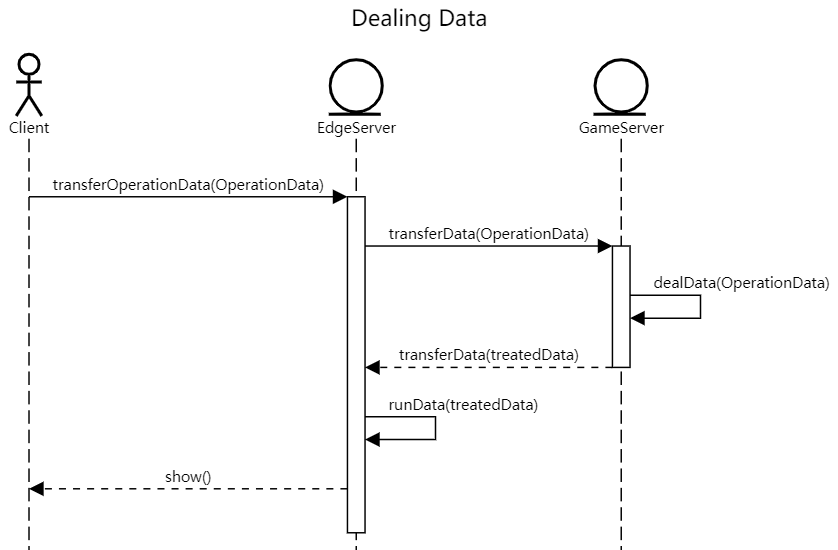 Dealing Data
Client
EdgeServer
GameServer
transferOperationData(OperationData)
transferData(OperationData)
dealData(OperationData)
transferData(treatedData)
runData(treatedData)
show()